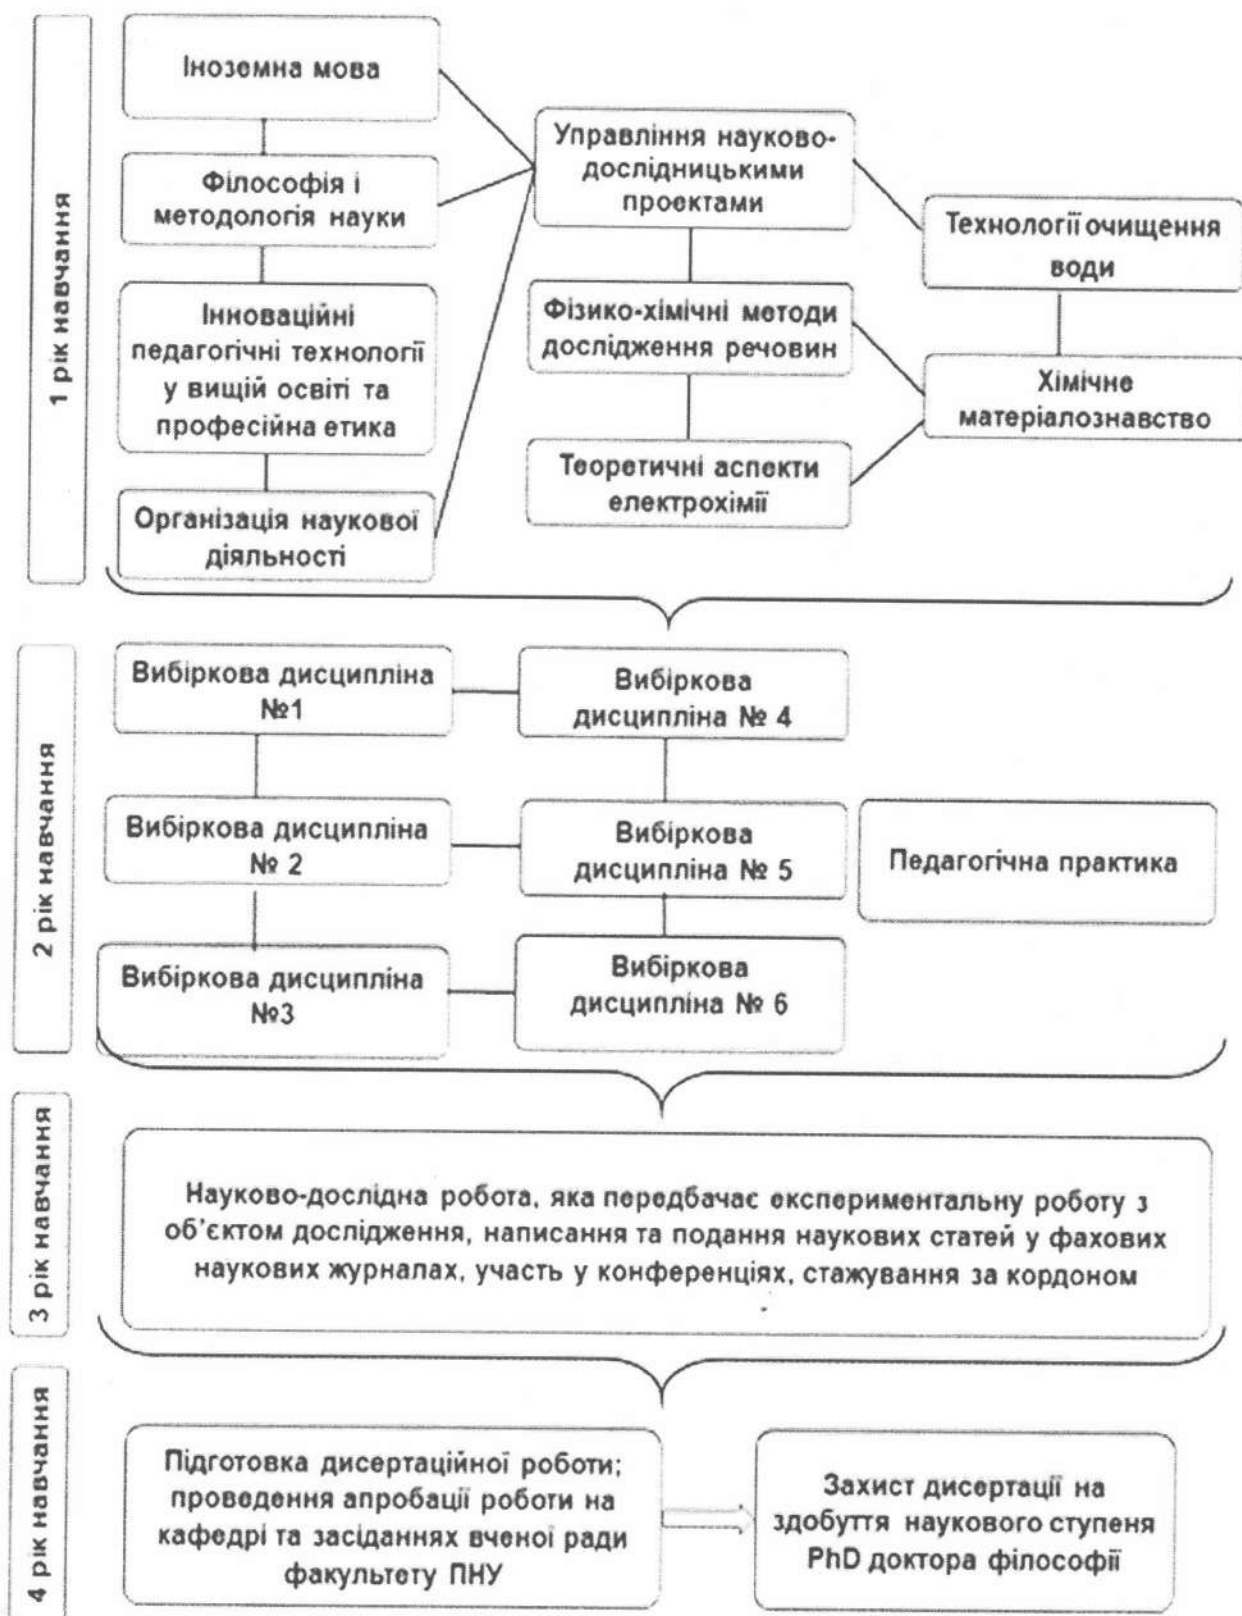 1 рік навчання
Іноземна мова
Філософія і
методологія науки
Інноваційні
педагогічні технології
у вищій освіті та
професійна етика
Організація наукової
діяльності
Управління науково-
дослідницькими
проектами
Фізико-хімічні методи
дослідження речовин
Теоретичні аспекти
електрохімії
Технології очищення
води
Хімічне
матеріалознавство
2 рік навчання
Вибіркова дисципліна
№1
Вибіркова
дисципліна № 4
Вибіркова дисципліна
№ 2
Вибіркова
дисципліна № 5
Педагогічна практика
Вибіркова дисципліна
№3
Вибіркова
дисципліна № 6
3 рік навчання
Науково-дослідна робота, яка передбачає експериментальну роботу з
об’єктом дослідження, написання та подання наукових статей у фахових
наукових журналах, участь у конференціях, стажування за кордоном
4 рік навчання
Підготовка дисертаційної роботи;
проведення апробації роботи на
кафедрі та засіданнях вченої ради
факультету ПНУ
Захист дисертації на
здобуття наукового ступеня
PhD доктора філософії